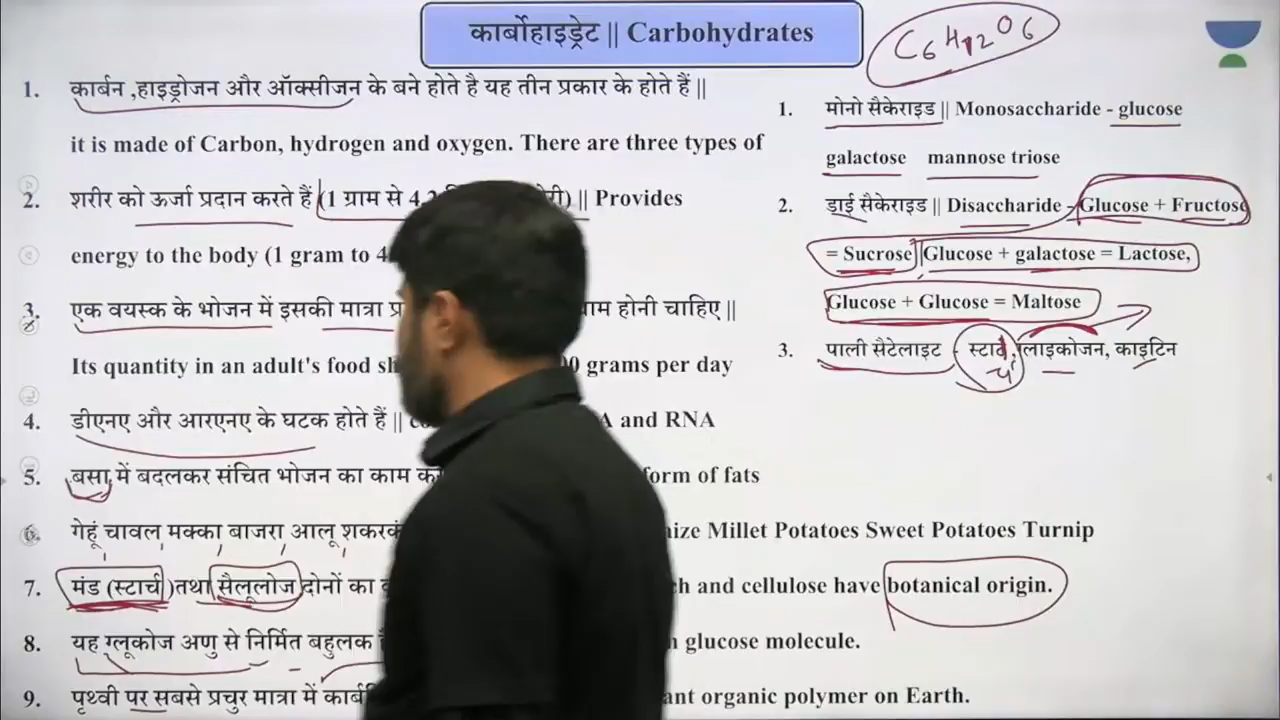 कार्बोहाइड्रेट || Carbohydrates
C6H12O6
1. कार्बन ,हाइड्रोजन और ऑक्सीजन के बने होते है यह तीन प्रकार के होते हैं ||
it is made of Carbon, hydrogen and oxygen. There are three types of
2. शरीर को ऊर्जा प्रदान करते हैं (1 ग्राम से 4. || Provides
energy to the body (1 gram to 4
3. एक वयस्क के भोजन में इसकी मात्रा होनी चाहिए ||
Its quantity in an adult's food grams per day
4. डीएनए और आरएनए के घटक होते हैं || and RNA
5. बसा में बदलकर संचित भोजन का काम form of fats
6. गेहूं चावल मक्का बाजरा आलू Millet Potatoes Sweet Potatoes Turnip
7. मंड (स्टार्च )तथा सैलूलोज दोनों का and cellulose have botanical origin.
8. यह ग्लूकोज अणु से निर्मित बहुलक glucose molecule.
9. पृथ्वी पर सबसे प्रचुर मात्रा में organic polymer on Earth.
1. मोनो सैकेराइड || Monosaccharide - glucose
galactose mannose triose
2. डाई सैकेराइड || Disaccharide - Glucose + Fructose
= Sucrose||Glucose + galactose = Lactose,
Glucose + Glucose = Maltose
3. पाली सैटेलाइट - लाइकोजन, काइटिन